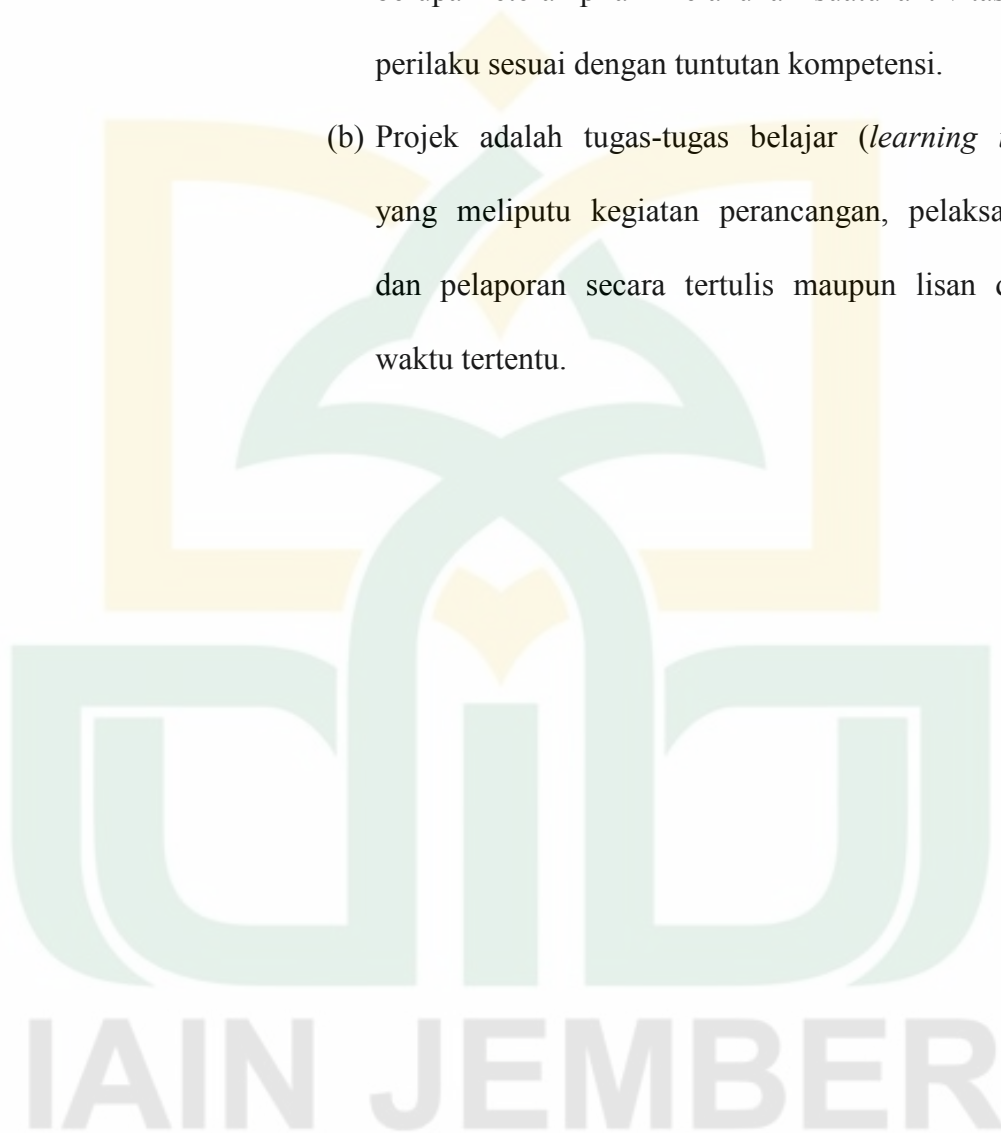 perilaku sesuai dengan tuntutan kompetensi.
(b) Projek adalah tugas-tugas belajar (learning
yang meliputu kegiatan perancangan,
dan pelaporan secara tertulis maupun lisan
waktu tertentu.
IAIN JEMBER